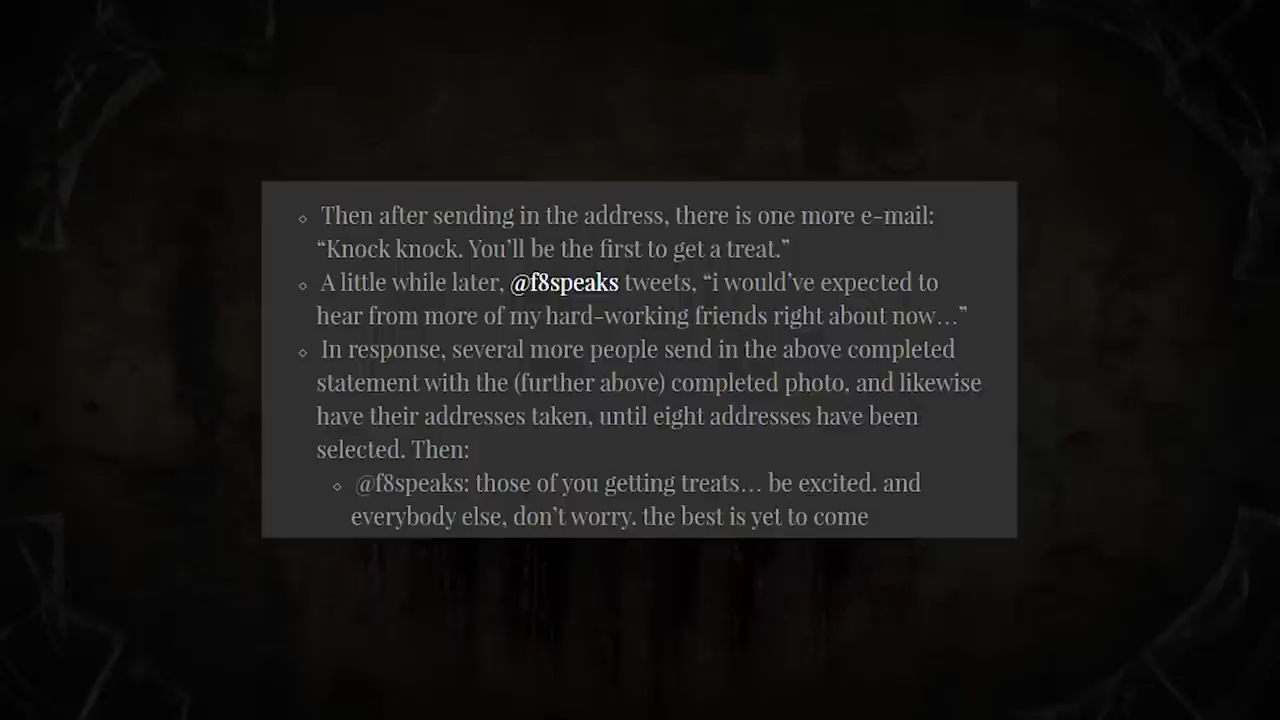 ◇ Then after sending in the address, there is one more e-mail:
“Knock knock. You’ll be the first to get a treat.”
◇ A little while later, @f8speaks tweets, “i would’ve expected to
hear from more of my hard-working friends right about now…”
◇ In response, several more people send in the above completed
statement with the (further above) completed photo, and likewise
have their addresses taken, until eight addresses have been
selected. Then:
◇ @f8speaks: those of you getting treats… be excited. and
everybody else, don’t worry. the best is yet to come